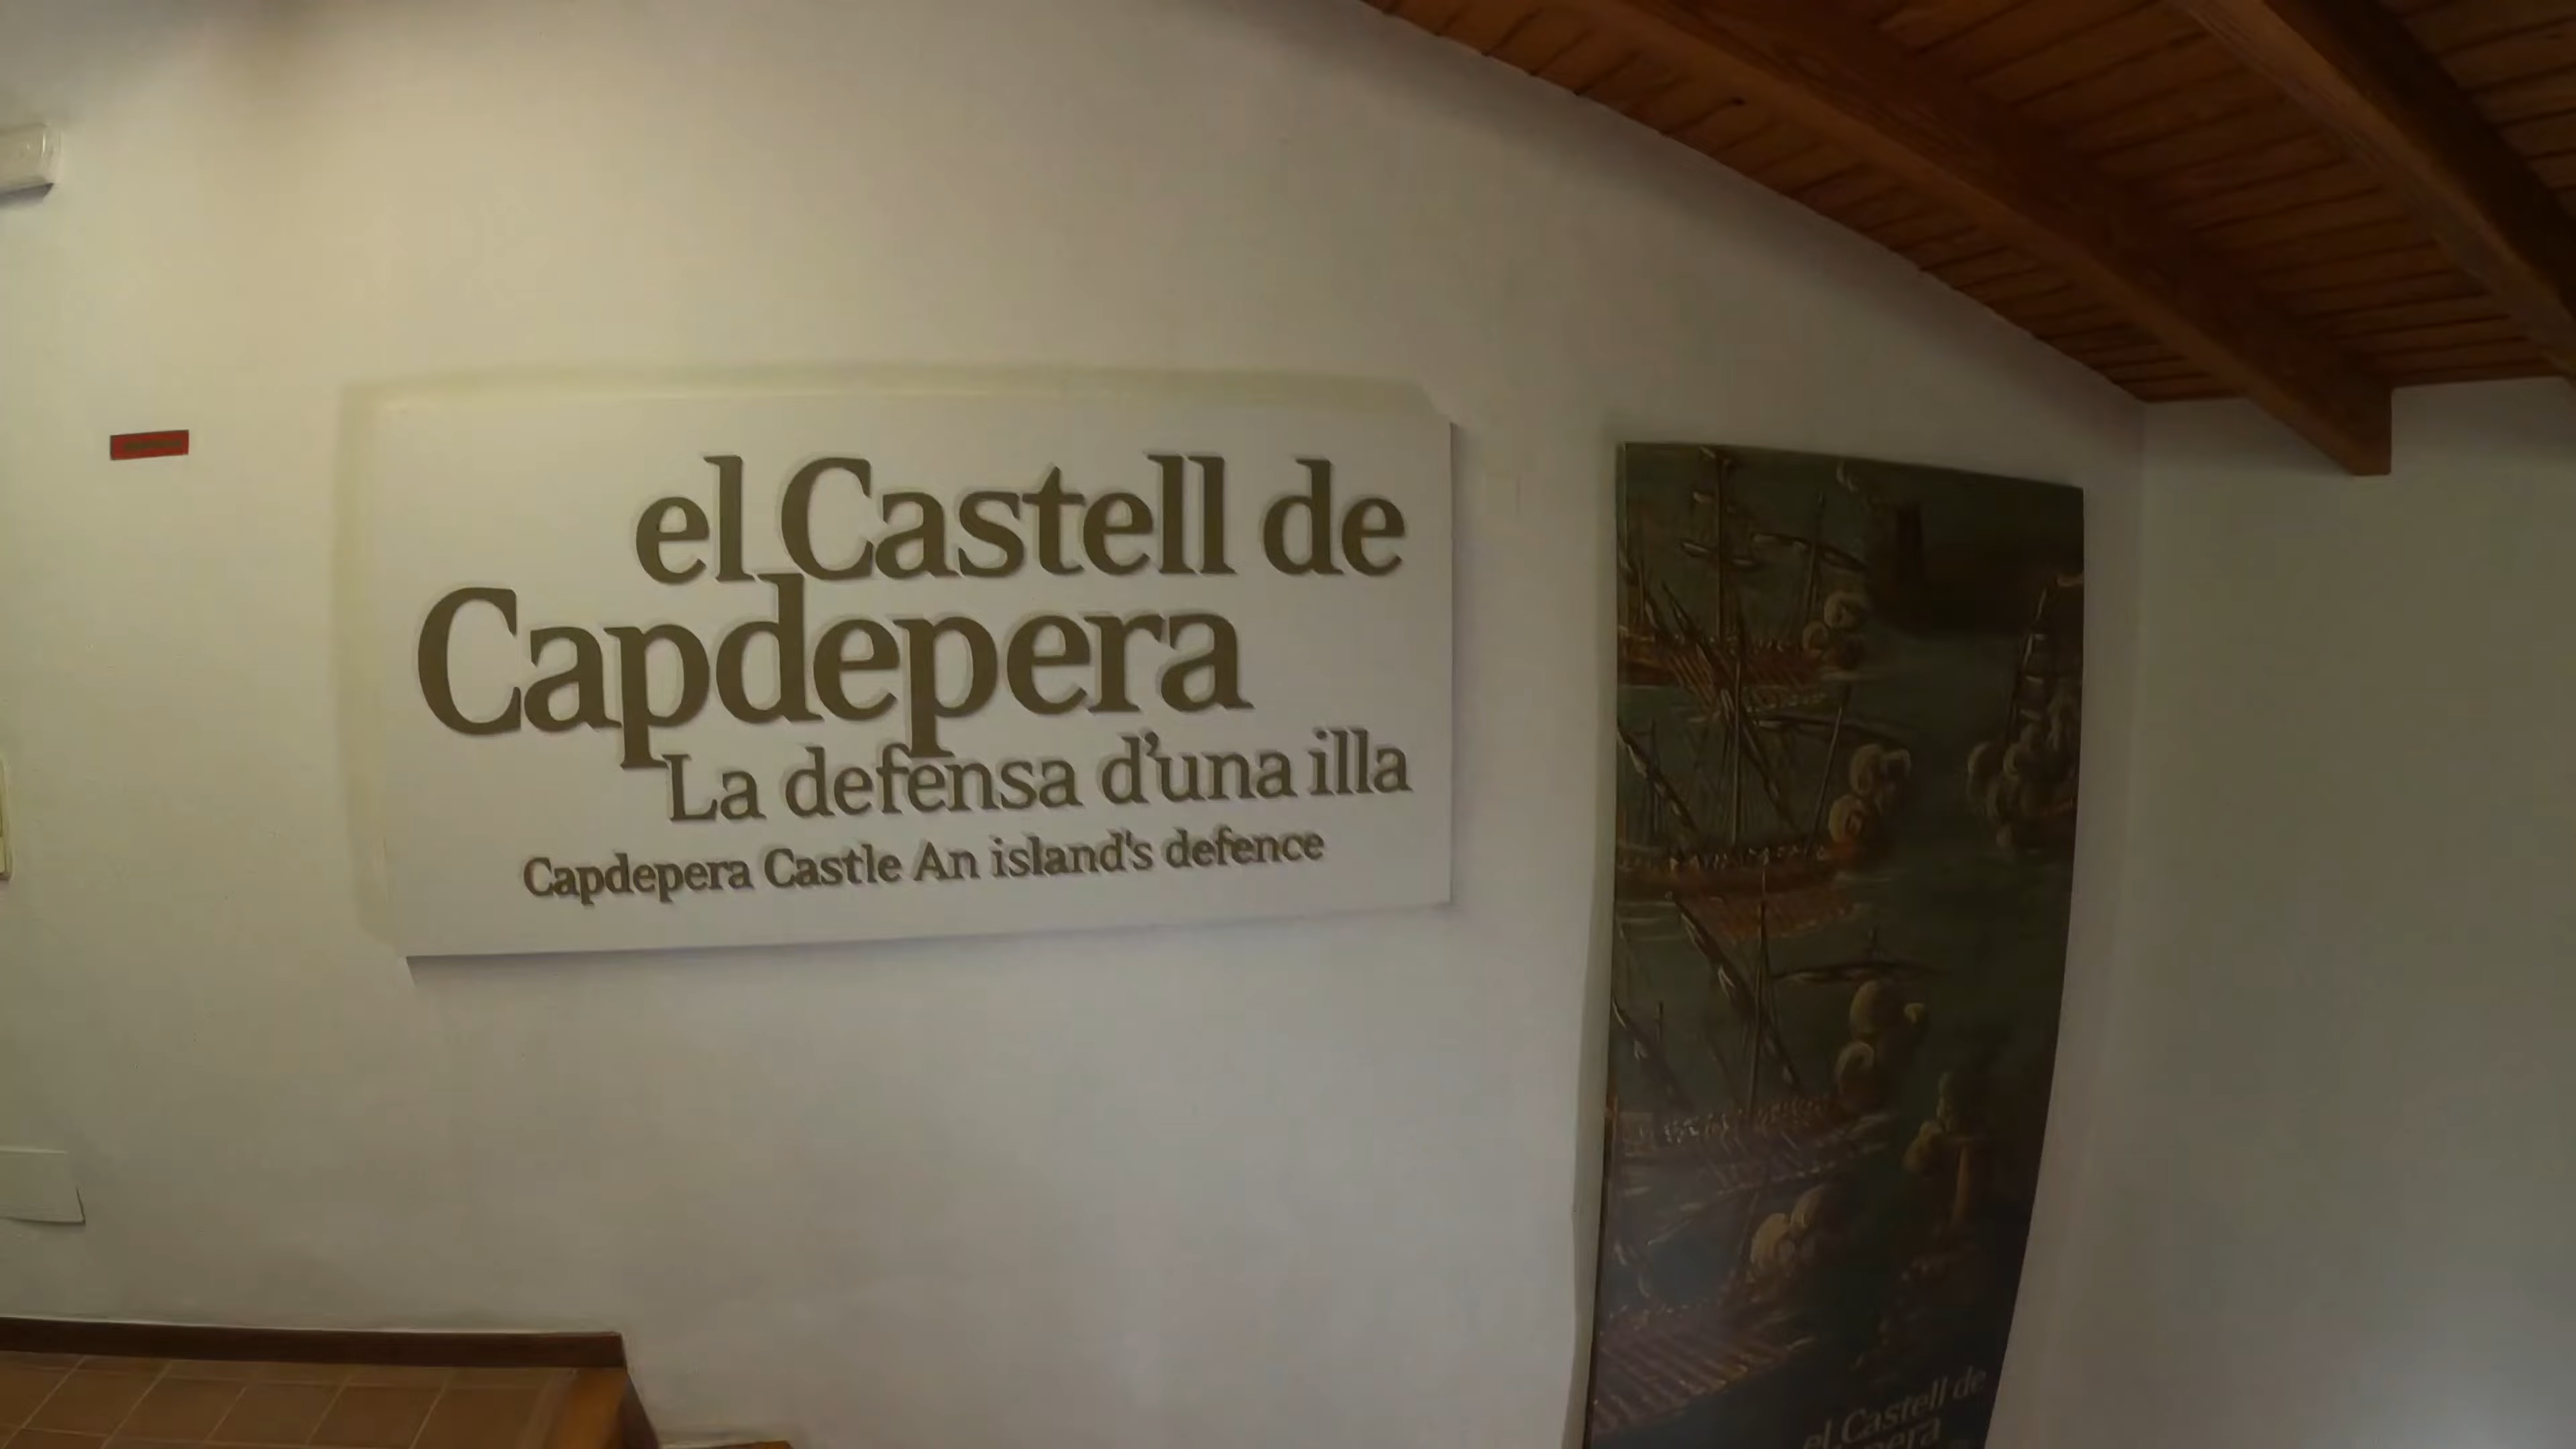 el Castell de
Capdepera
La defensa d'una illa
Capdepera Castle An island's defence
el Castell de